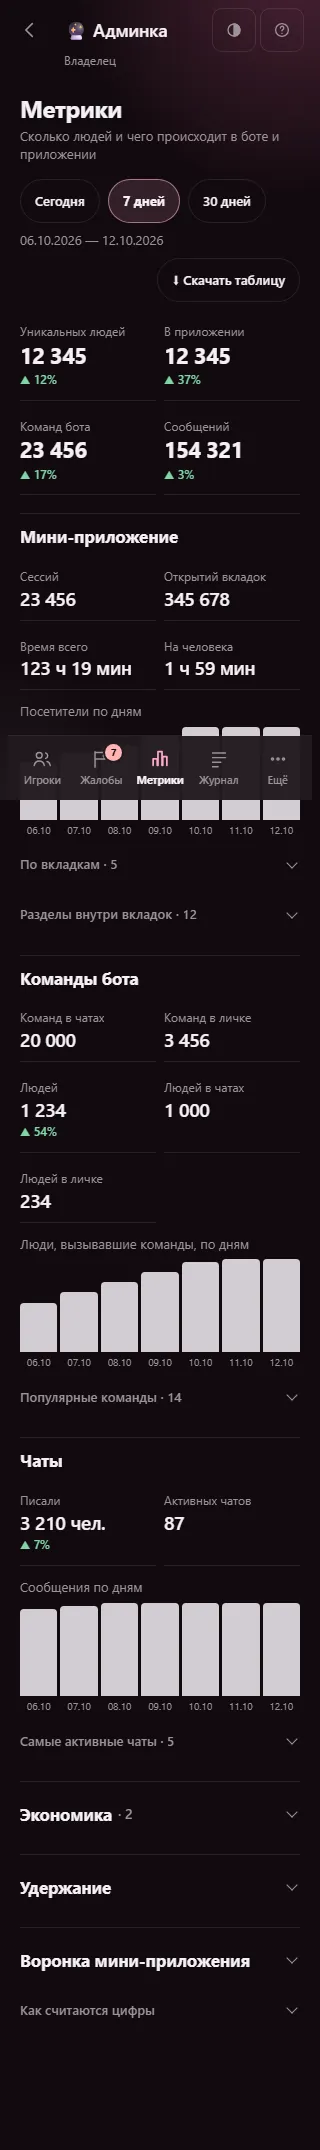 Админка
Владелец
Метрики
Сколько людей и чего происходит в боте и
приложении
Сегодня
7 дней
30 дней
06.10.2026 — 12.10.2026
⬇ Скачать таблицу
Уникальных людей
В приложении
12 345
12 345
▲ 12%
▲ 37%
Команд бота
Сообщений
23 456
154 321
▲ 17%
▲ 3%
Мини-приложение
Сессий
Открытий вкладок
23 456
345 678
Время всего
На человека
123 ч 19 мин
1 ч 59 мин
Посетители по дням
7
Игроки
Жалобы
Метрики
Журнал
Ещё
06.10 07.10 08.10 09.10 10.10 11.10 12.10
По вкладкам · 5
Разделы внутри вкладок · 12
Команды бота
Команд в чатах
Команд в личке
20 000
3 456
Людей
Людей в чатах
1 234
1 000
▲ 54%
Людей в личке
234
Люди, вызывавшие команды, по дням
06.10 07.10 08.10 09.10 10.10 11.10 12.10
Популярные команды · 14
Чаты
Писали
Активных чатов
3 210 чел.
87
▲ 7%
Сообщения по дням
06.10 07.10 08.10 09.10 10.10 11.10 12.10
Самые активные чаты · 5
Экономика · 2
Удержание
Воронка мини-приложения
Как считаются цифры